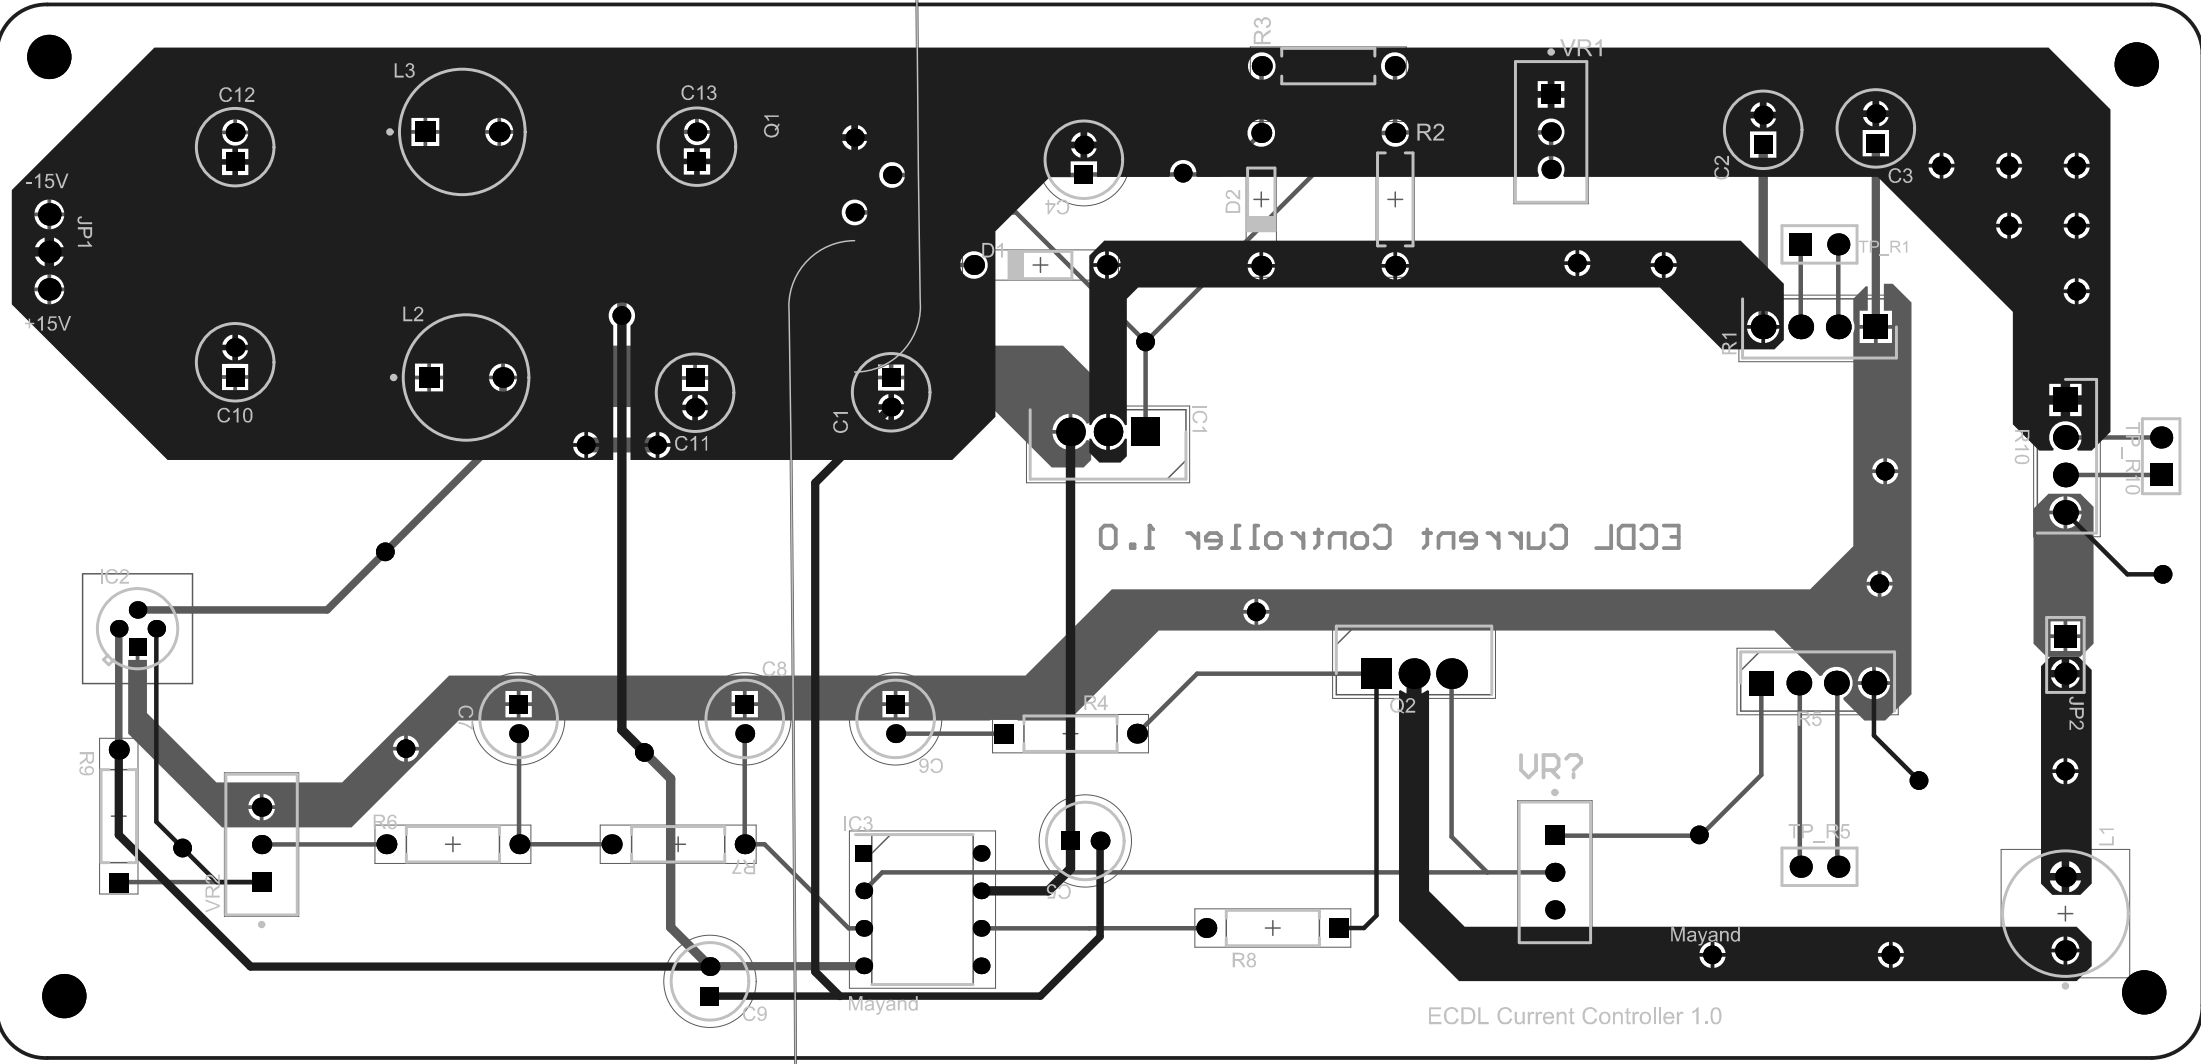 R3
VR1
L3
C12
C13
Q1
R2
C2
C3
-15V
C4
D2
JP1
D1
TP_R1
+15V
L2
R1
C10
C11
C1
IC1
R10
TP_R10
ECDL Current Controller 1.0
IC2
C7
C8
R4
Q2
R5
JP2
R9
C6
VR?
R6
IC3
TP_R5
L1
R7
VR2
C5
Mayand
R8
Mayand
C9
ECDL Current Controller 1.0